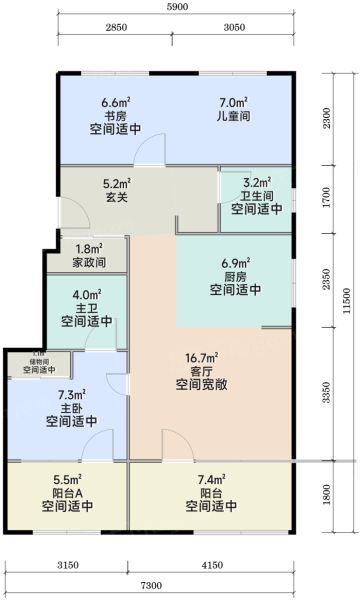 5900
2850
3050
6.6㎡
书房
空间适中
7.0㎡
儿童间
2300
5.2㎡
玄关
3.2㎡
卫生间
空间适中
1700
1.8㎡
家政间
6.9㎡
厨房
空间适中
2350
11500
4.0㎡
主卫
空间适中
1.1㎡
储物间
空间适中
16.7㎡
客厅
空间宽敞
7.3㎡
主卧
空间适中
3350
5.5㎡
阳台A
空间适中
7.4㎡
阳台
空间适中
1800
3150
4150
7300